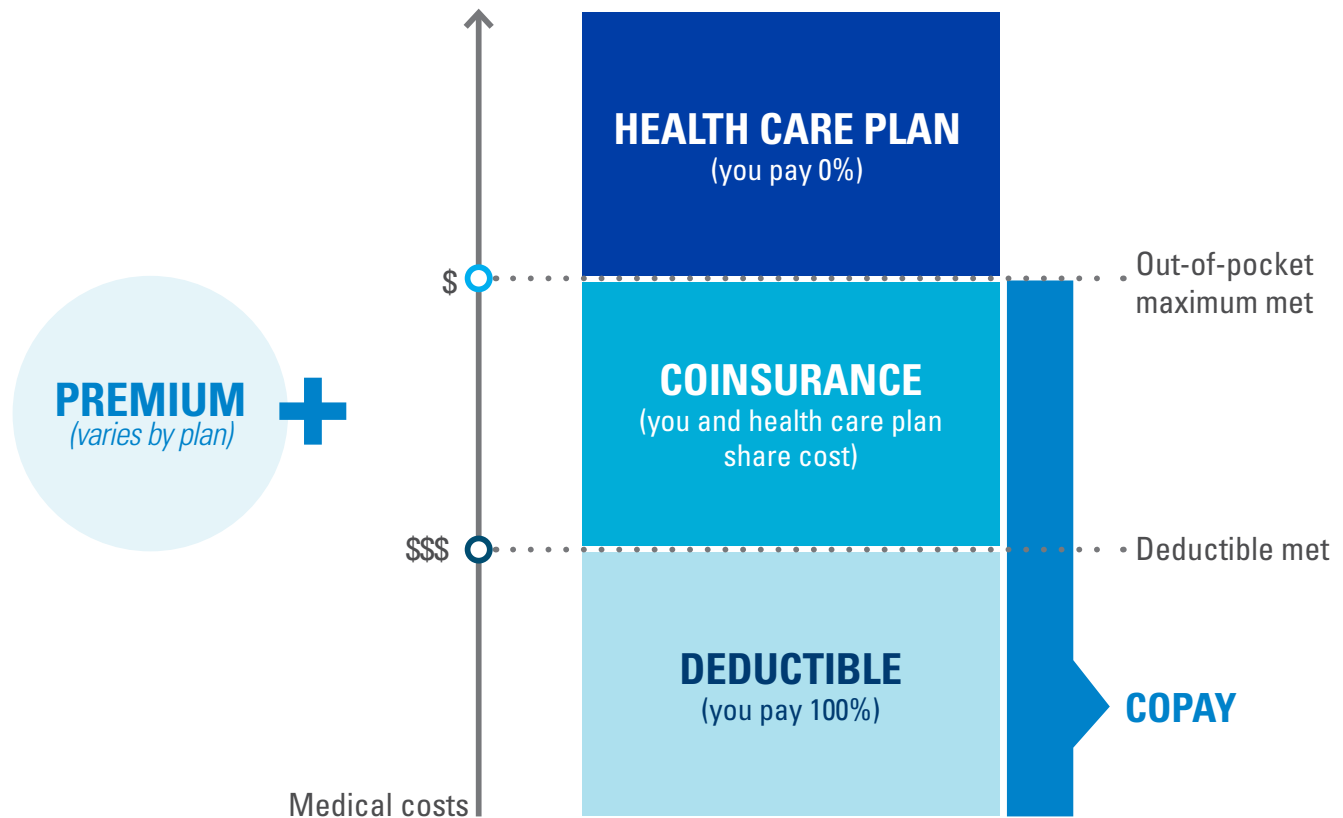 HEALTH CARE PLAN
(you pay 0%)
$
Out-of-pocket
maximum met
PREMIUM
(varies by plan)
COINSURANCE
(you and health care plan
share cost)
$$$
Deductible met
DEDUCTIBLE
(you pay 100%)
COPAY
Medical costs